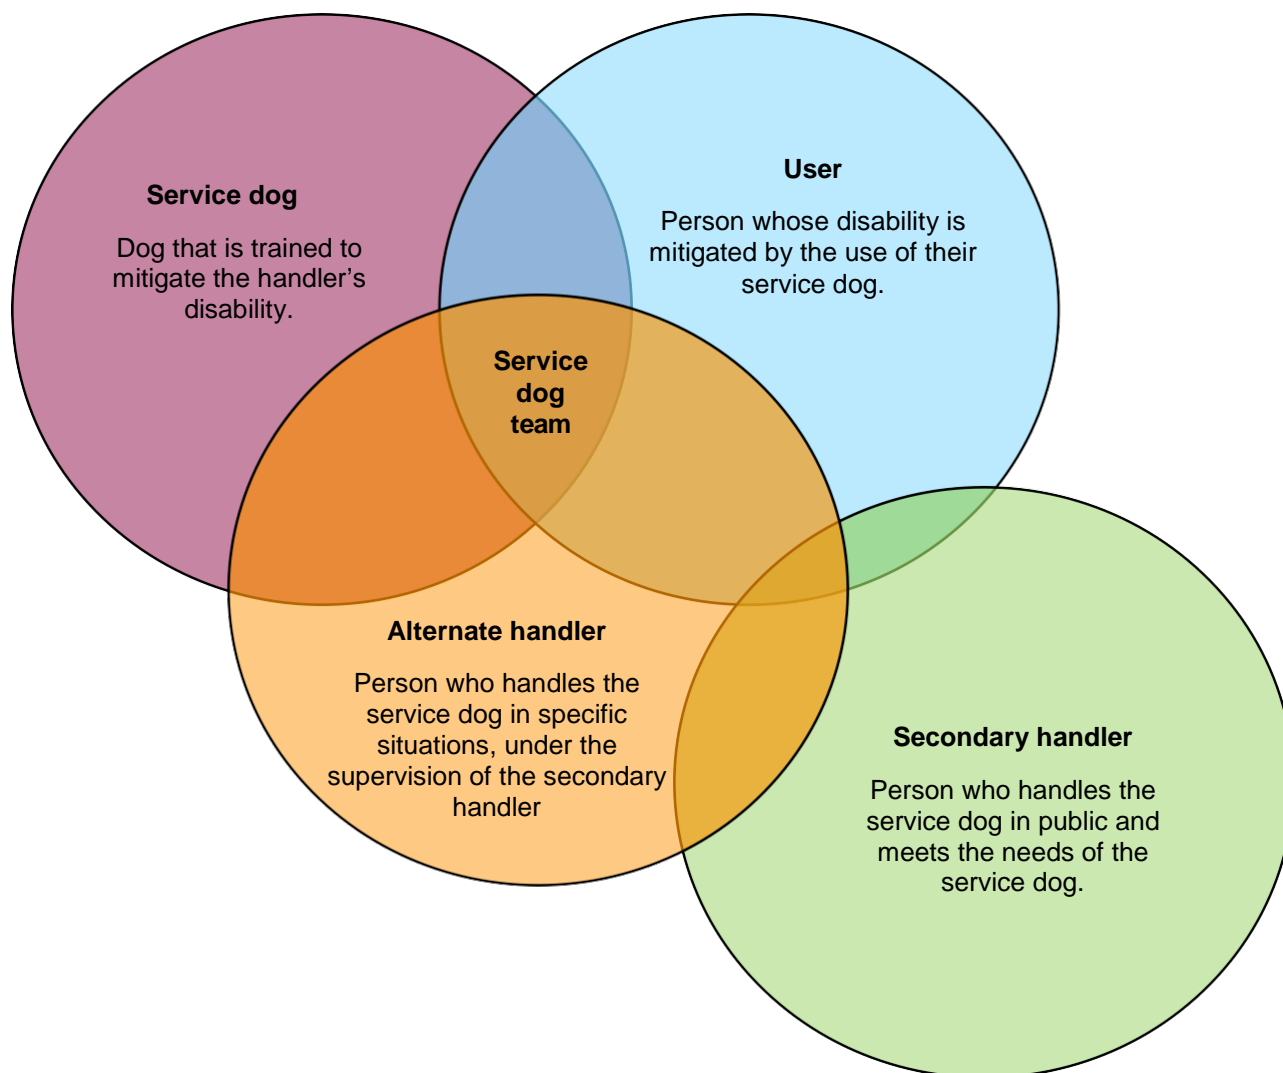 Service dog
Dog that is trained to
mitigate the handler’s
disability.
User
Person whose disability is
mitigated by the use of their
service dog.
Service
dog
team
Alternate handler
Person who handles the
service dog in specific
situations, under the
supervision of the secondary
handler
Secondary handler
Person who handles the
service dog in public and
meets the needs of the
service dog.